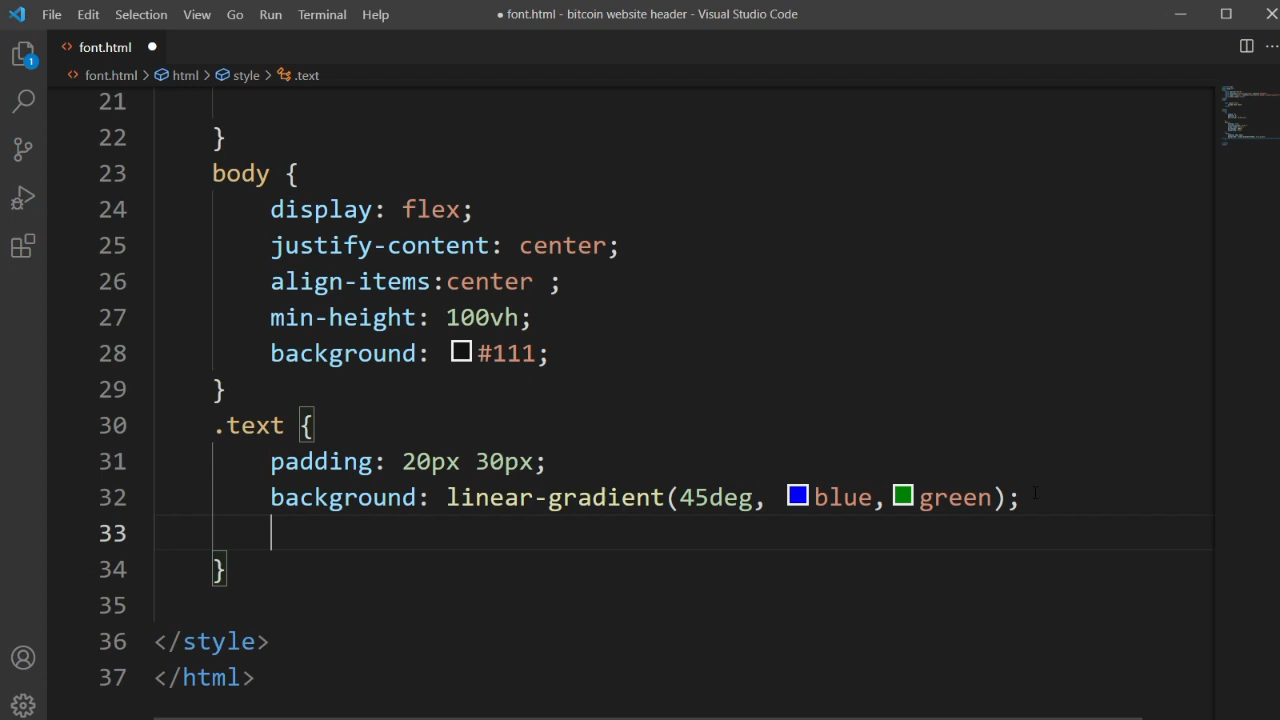 File Edit Selection View Go Run Terminal Help ● font.html - bitcoin website header - Visual Studio Code
font.html
font.html > html > style > .text
21
22 }
23 body {
24 display: flex;
25 justify-content: center;
26 align-items:center ;
27 min-height: 100vh;
28 background: #111;
29 }
30 .text {
31 padding: 20px 30px;
32 background: linear-gradient(45deg, blue,green);
33
34 }
35
36 </style>
37 </html>
1